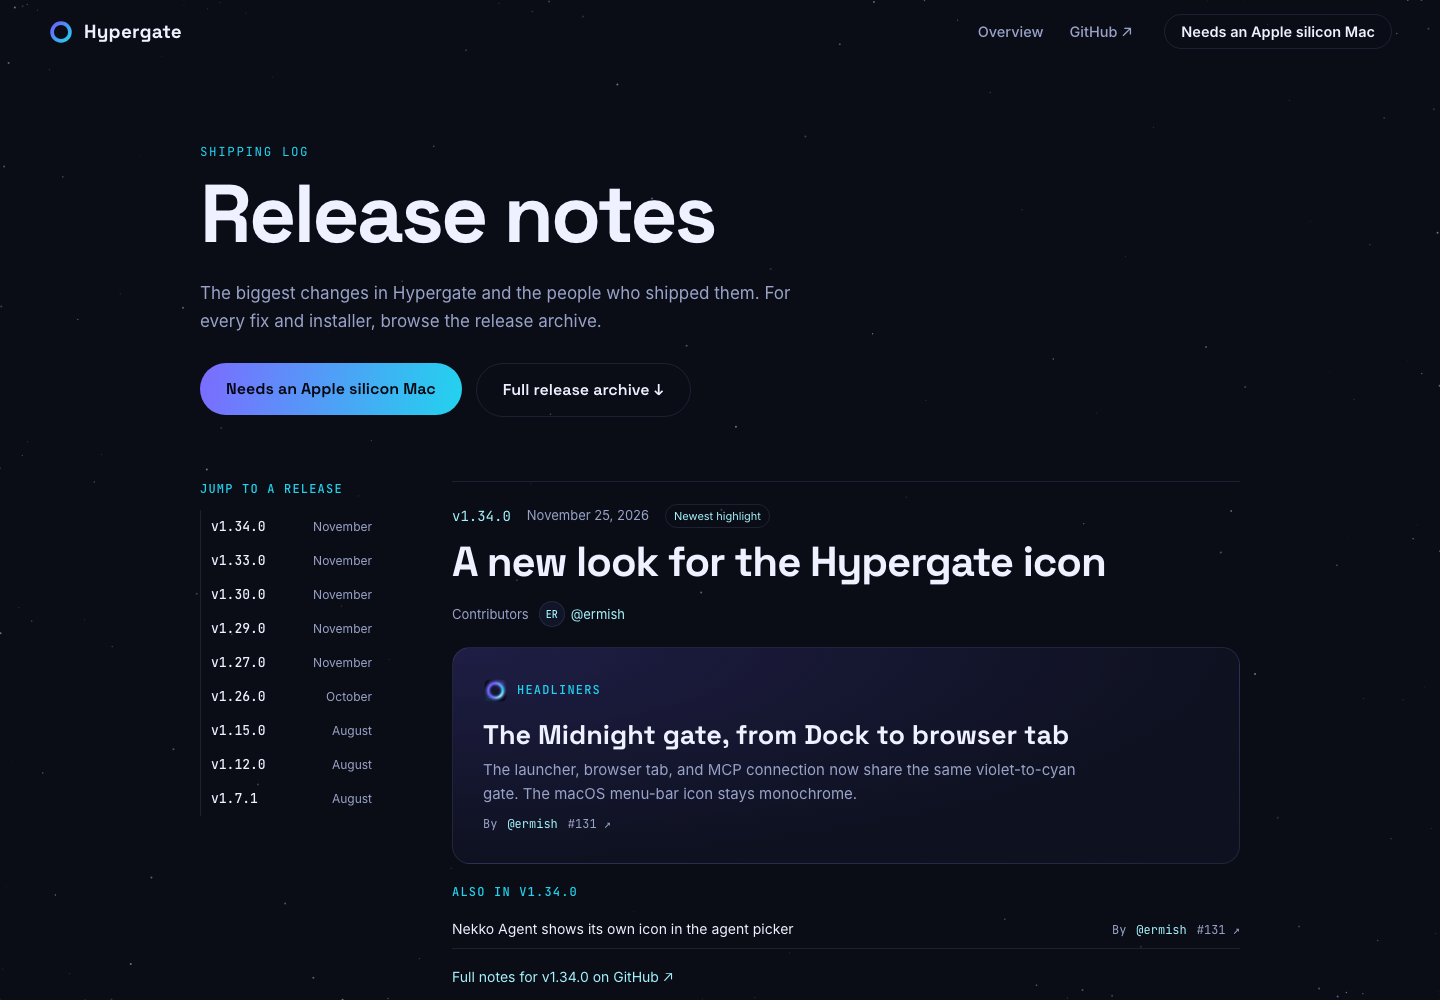 Hypergate
Overview
GitHub ↗
Needs an Apple silicon Mac
SHIPPING LOG
Release notes
The biggest changes in Hypergate and the people who shipped them. For
every fix and installer, browse the release archive.
Needs an Apple silicon Mac
Full release archive ↓
JUMP TO A RELEASE
v1.34.0 November
v1.33.0 November
v1.30.0 November
v1.29.0 November
v1.27.0 November
v1.26.0 October
v1.15.0 August
v1.12.0 August
v1.7.1 August
v1.34.0 November 25, 2026 Newest highlight
A new look for the Hypergate icon
Contributors ER @ermish
HEADLINERS
The Midnight gate, from Dock to browser tab
The launcher, browser tab, and MCP connection now share the same violet-to-cyan
gate. The macOS menu-bar icon stays monochrome.
By @ermish #131 ↗
ALSO IN V1.34.0
Nekko Agent shows its own icon in the agent picker By @ermish #131 ↗
Full notes for v1.34.0 on GitHub ↗